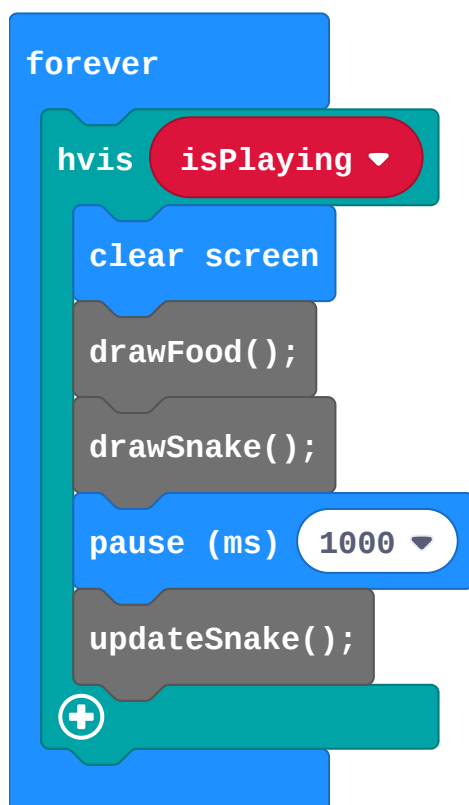 forever
hvis isPlaying
clear screen
drawFood();
drawSnake();
pause (ms) 1000
updateSnake();